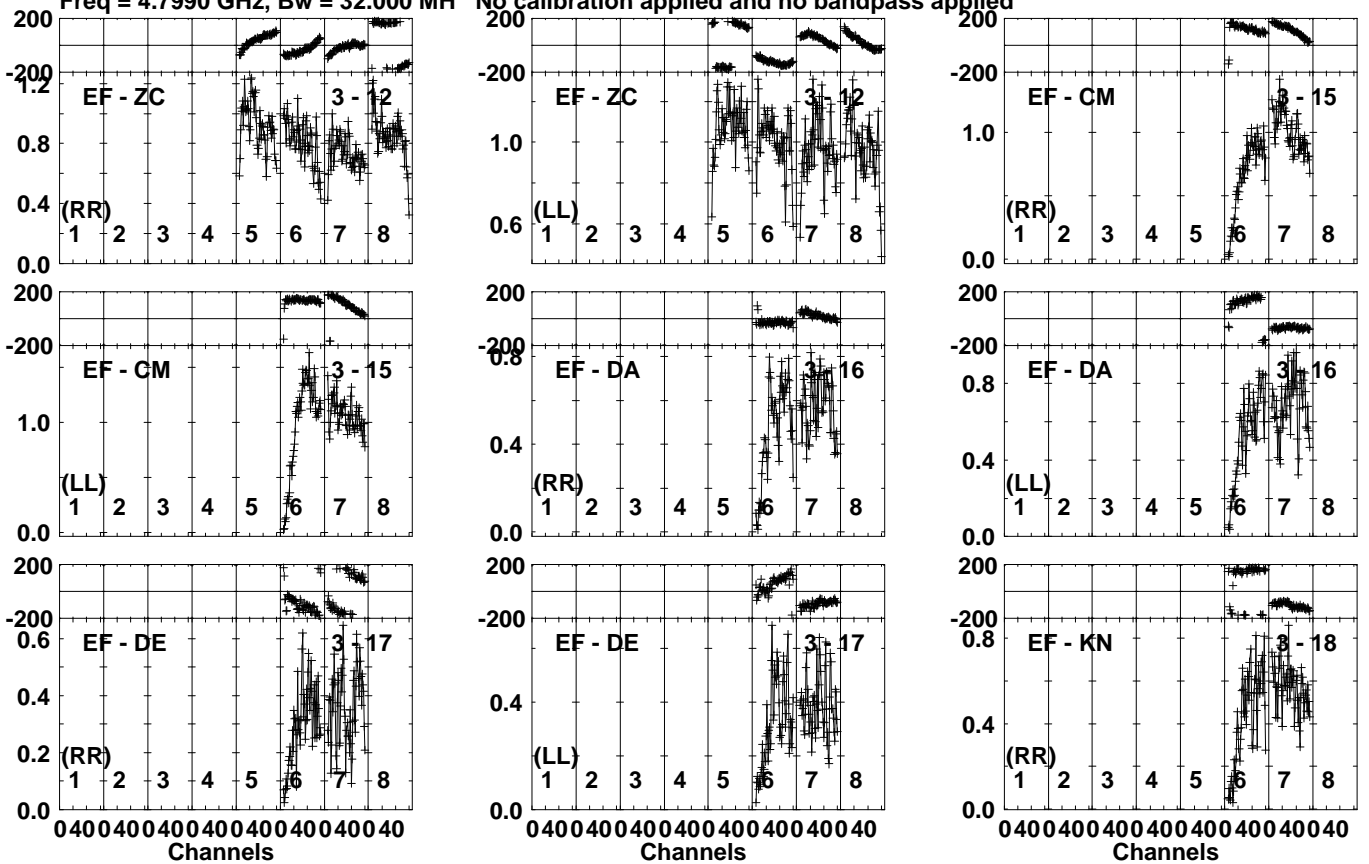 Freq = 4.7990 GHz, Bw = 32.000 MH No calibration applied and no bandpass applied
200
-200
1.2
0.8
0.4
0.0
EF - ZC 3 - 12
(RR)
1 2 3 4 5 6 7 8
200
-200
1.0
0.6
EF - ZC 3 - 12
(LL)
1 2 3 4 5 6 7 8
200
-200
1.0
0.0
EF - CM 3 - 15
(RR)
1 2 3 4 5 6 7 8
200
-200
1.0
0.0
EF - CM 3 - 15
(LL)
1 2 3 4 5 6 7 8
200
-200
0.8
0.4
0.0
EF - DA 3 - 16
(RR)
1 2 3 4 5 6 7 8
200
-200
0.8
0.4
0.0
EF - DA 3 - 16
(LL)
1 2 3 4 5 6 7 8
200
-200
0.6
0.4
0.2
0.0
EF - DE 3 - 17
(RR)
1 2 3 4 5 6 7 8
0 40 0 40 0 40 0 40 0 40 0 40 0 40 0 40
Channels
200
-200
0.4
0.0
EF - DE 3 - 17
(LL)
1 2 3 4 5 6 7 8
0 40 0 40 0 40 0 40 0 40 0 40 0 40 0 40
Channels
200
-200
0.8
0.4
0.0
EF - KN 3 - 18
(RR)
1 2 3 4 5 6 7 8
0 40 0 40 0 40 0 40 0 40 0 40 0 40 0 40
Channels